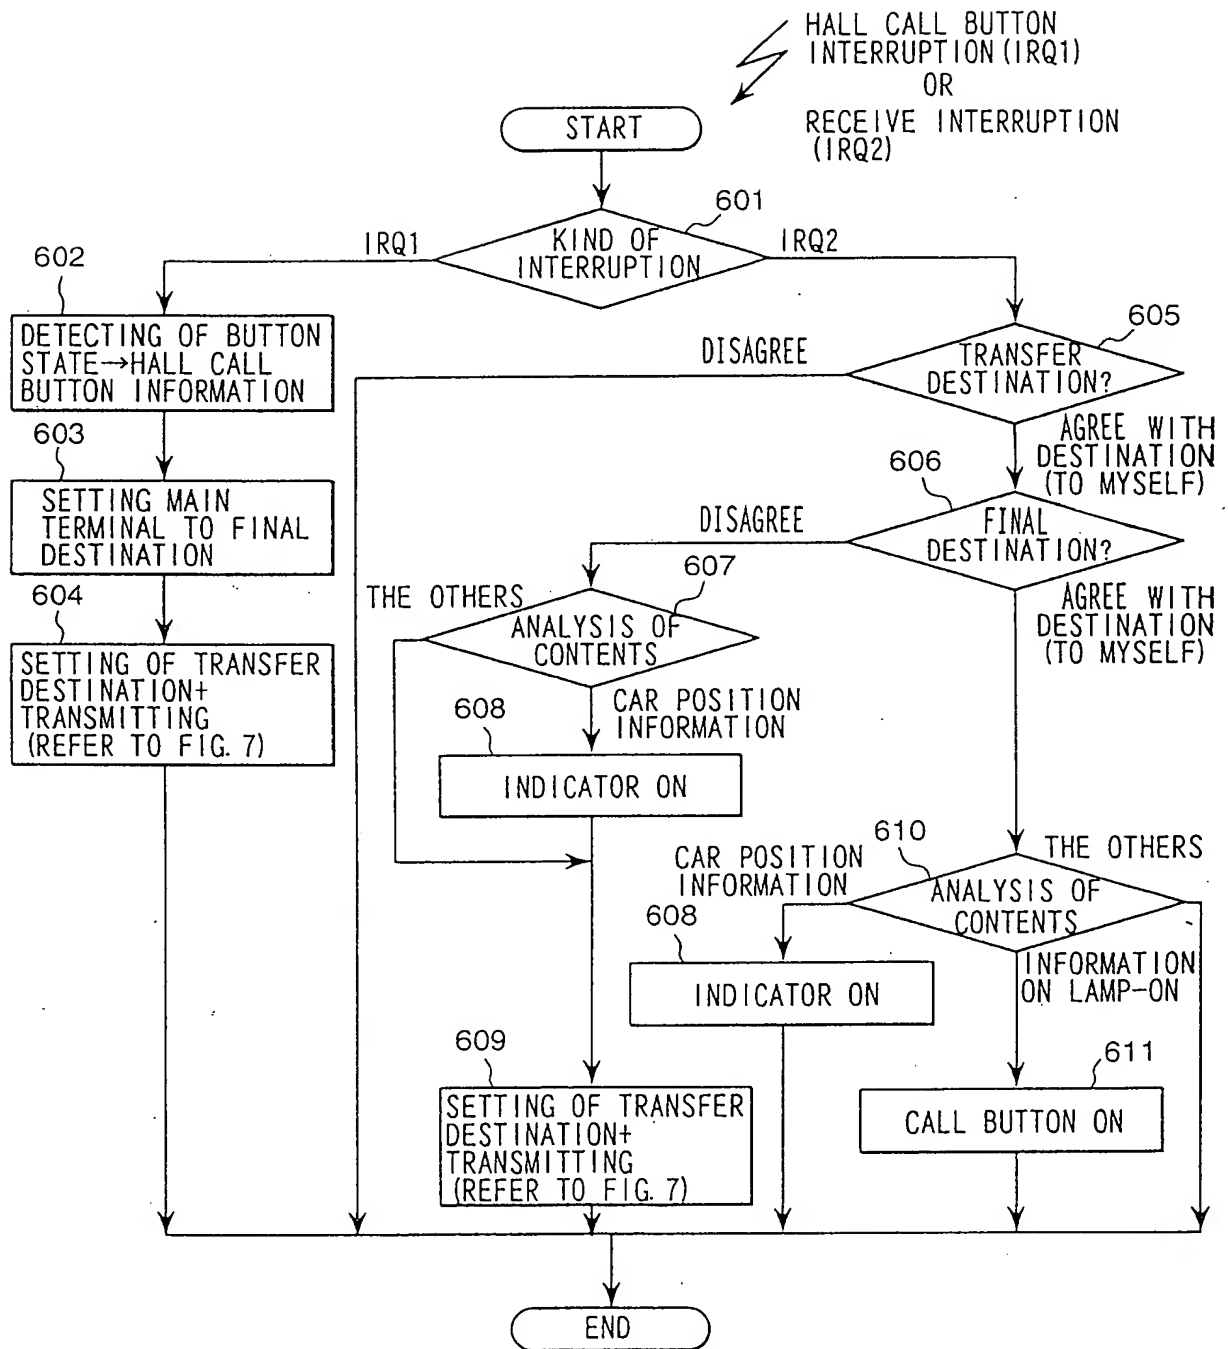 HALL CALL BUTTON
INTERRUPTION (IRQ1)
OR
RECEIVE INTERRUPTION
(IRQ2)
START
601
KIND OF
INTERRUPTION
IRQ1
IRQ2
602
DETECTING OF BUTTON
STATE→HALL CALL
BUTTON INFORMATION
603
SETTING MAIN
TERMINAL TO FINAL
DESTINATION
604
SETTING OF TRANSFER
DESTINATION+
TRANSMITTING
(REFER TO FIG. 7)
605
TRANSFER
DESTINATION?
DISAGREE
AGREE WITH
DESTINATION
(TO MYSELF)
606
FINAL
DESTINATION?
DISAGREE
AGREE WITH
DESTINATION
(TO MYSELF)
607
THE OTHERS
ANALYSIS OF
CONTENTS
CAR POSITION
INFORMATION
608
INDICATOR ON
609
SETTING OF TRANSFER
DESTINATION+
TRANSMITTING
(REFER TO FIG. 7)
610
THE OTHERS
CAR POSITION
INFORMATION
ANALYSIS OF
CONTENTS
608
INDICATOR ON
INFORMATION
ON LAMP-ON
611
CALL BUTTON ON
END